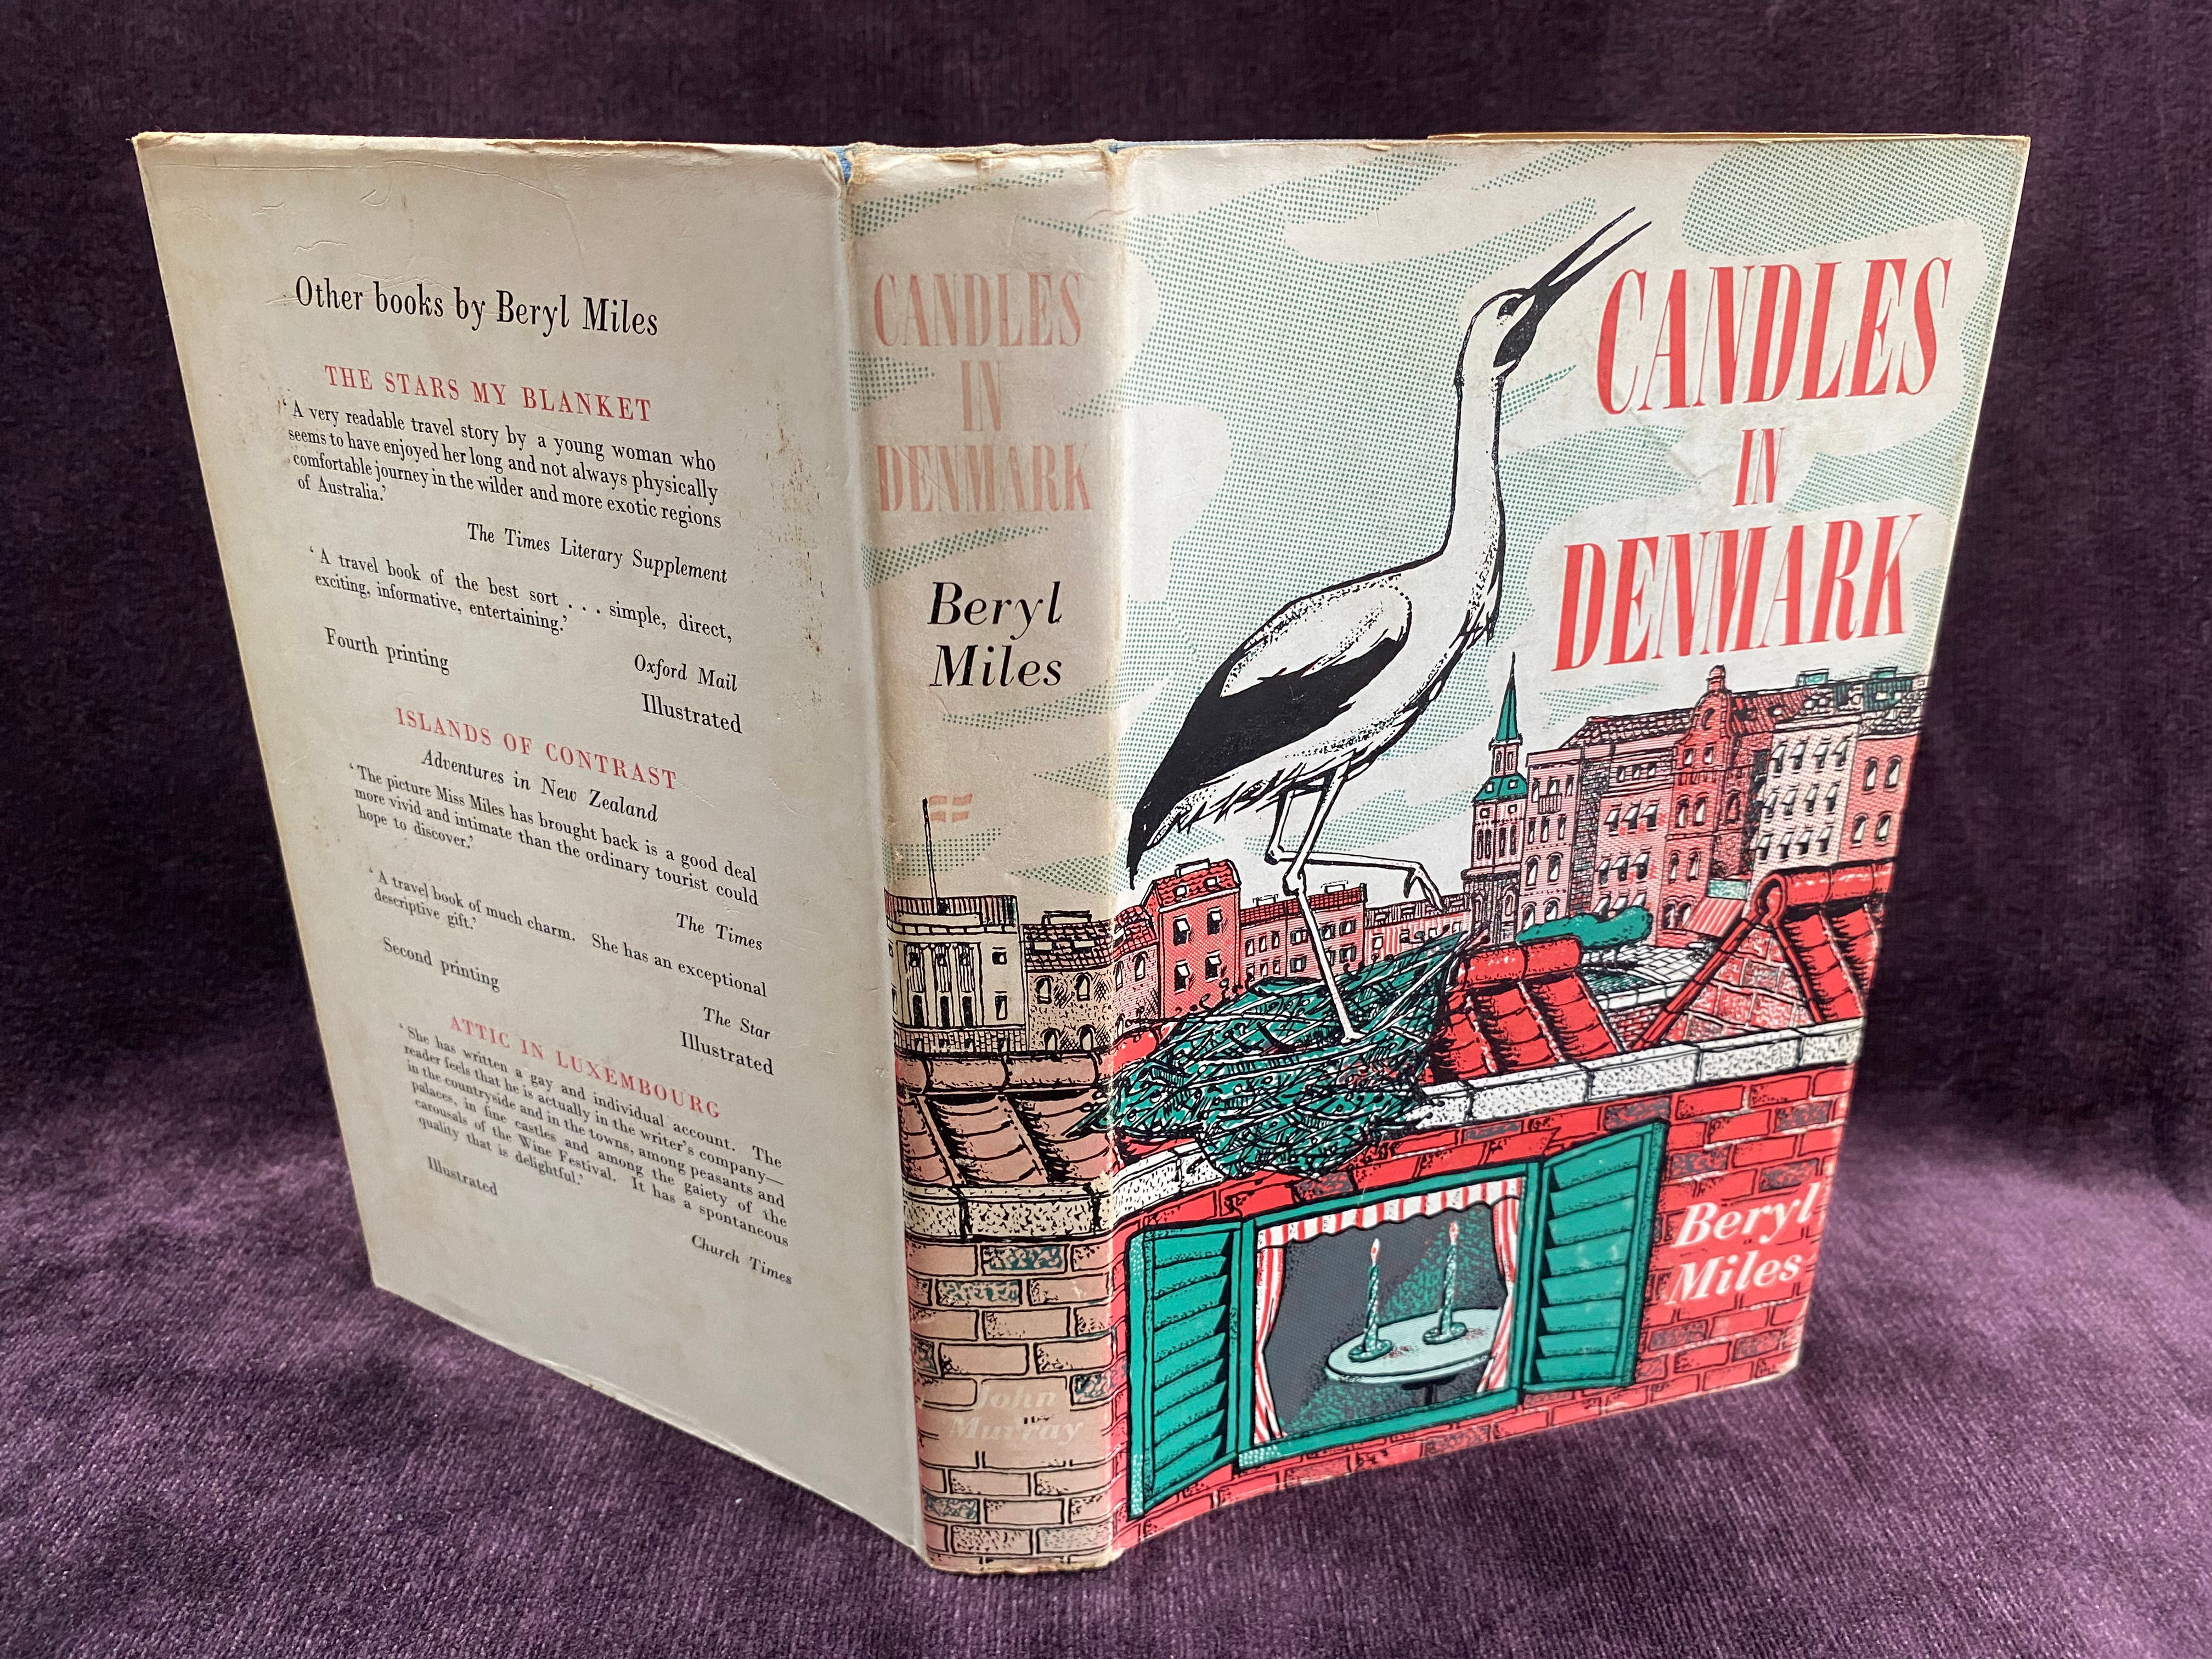 Other books by Beryl Miles
THE STARS MY BLANKET
‘A very readable travel story by a young woman who
seems to have enjoyed her long and not always physically
comfortable journey in the wilder and more exotic regions
of Australia.’
The Times Literary Supplement
‘A travel book of the best sort . . . simple, direct,
exciting, informative, entertaining.’
Oxford Mail
Fourth printing
Illustrated
ISLANDS OF CONTRAST
Adventures in New Zealand
‘The picture Miss Miles has brought back is a good deal
more vivid and intimate than the ordinary tourist could
hope to discover.’
The Times
‘A travel book of much charm. She has an exceptional
descriptive gift.’
The Star
Second printing
Illustrated
ATTIC IN LUXEMBOURG
‘She has written a gay and individual account. The
reader feels that he is actually in the writer’s company—
in the countryside and in the towns, among peasants and
palaces, in fine castles and among the gaiety of the
carousals of the Wine Festival. It has a spontaneous
quality that is delightful.’
Church Times
Illustrated
CANDLES
IN
DENMARK
Beryl
Miles
John
Murray
CANDLES
IN
DENMARK
Beryl
Miles